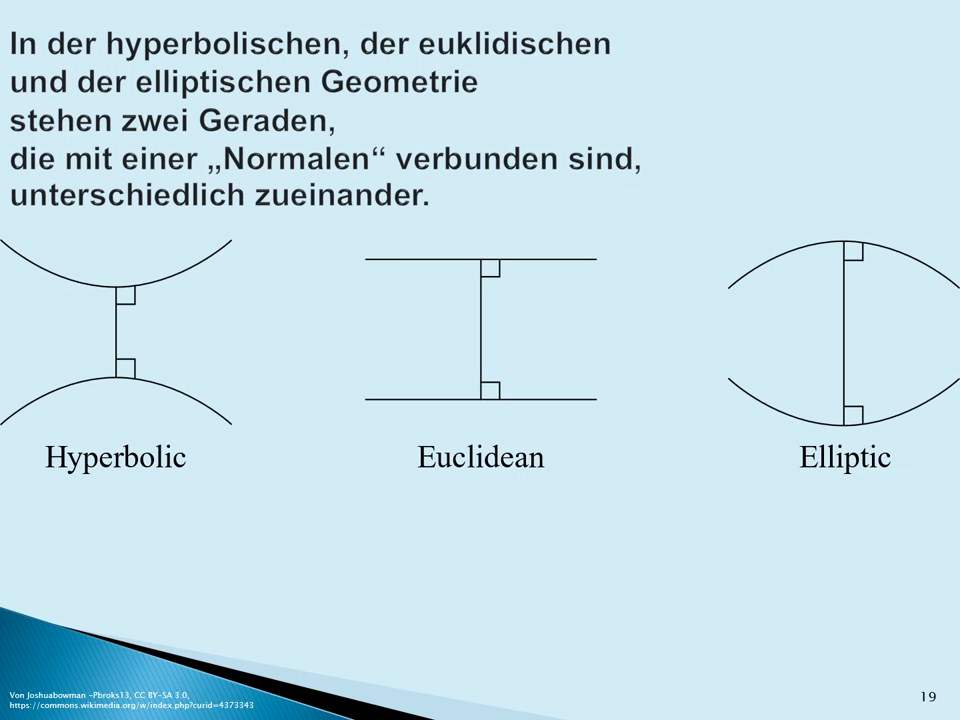 In der hyperbolischen, der euklidischen
und der elliptischen Geometrie
stehen zwei Geraden,
die mit einer „Normalen“ verbunden sind,
unterschiedlich zueinander.
Hyperbolic
Euclidean
Elliptic
Von Joshuabowman -Pbroks13, CC BY-SA 3.0,
https://commons.wikimedia.org/w/index.php?curid=4373343
19